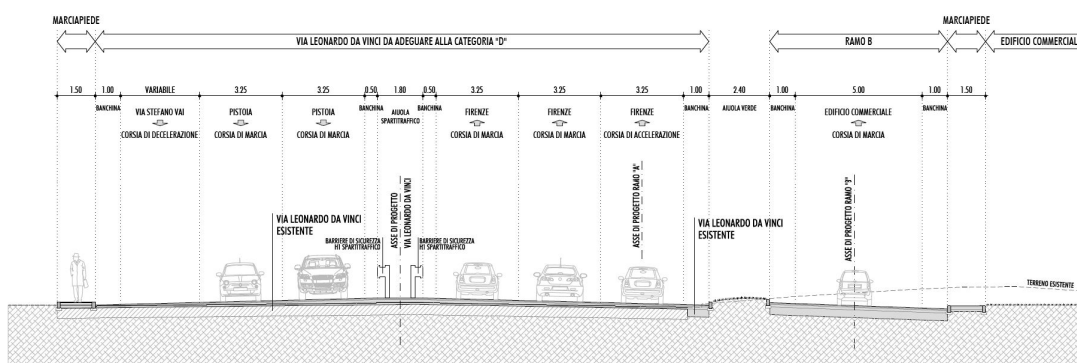 MARCIAPIEDE
MARCIAPIEDE
VIA LEONARDO DA VINCI DA ADEGUARE ALLA CATEGORIA "D"
RAMO B
EDIFICIO COMMERCIAL
1.50
1.00
VARIABILE
3.25
3.25
0.50
1.80
0.50
3.25
3.25
3.25
1.00
2.40
1.00
5.00
1.00
1.50
BANCHINA
VIA STEFANO VAI
PISTOIA
PISTOIA
BANCHINA
AIUOLA
SPARTITRAFFICO
BANCHINA
FIRENZE
FIRENZE
FIRENZE
BANCHINA
AIUOLA VERDE
BANCHINA
EDIFICIO COMMERCIALE
BANCHINA
CORSIA DI DECELERAZIONE
CORSIA DI MARCIA
CORSIA DI MARCIA
CORSIA DI MARCIA
CORSIA DI MARCIA
CORSIA DI ACCELERAZIONE
CORSIA DI MARCIA
VIA LEONARDO DA VINCI
ESISTENTE
BARRIERE DI SICUREZZA
H1 SPARTITRAFFICO
ASSE DI PROGETTO
VIA LEONARDO DA VINCI
BARRIERE DI SICUREZZA
H1 SPARTITRAFFICO
ASSE DI PROGETTO RAMO "A"
VIA LEONARDO DA VINCI
ESISTENTE
ASSE DI PROGETTO RAMO "3"
TERRENO ESISTENTE